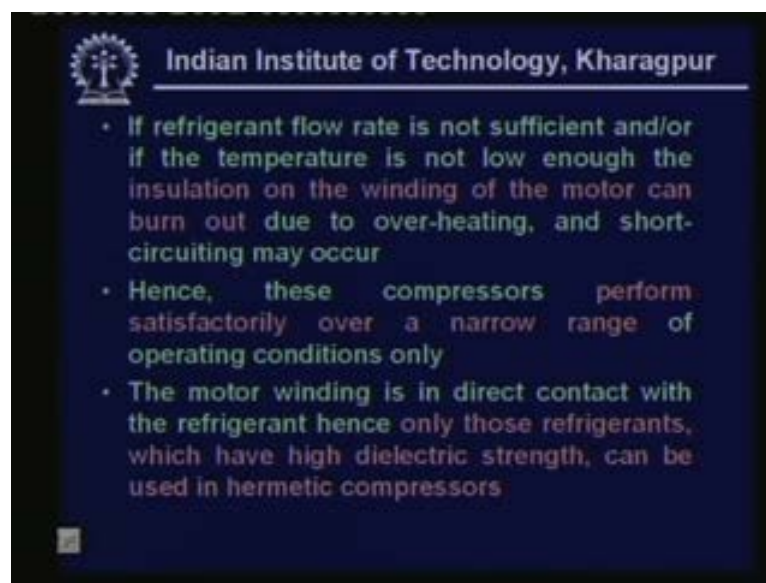 Indian Institute of Technology, Kharagpur
• If refrigerant flow rate is not sufficient and/or
if the temperature is not low enough the
insulation on the winding of the motor can
burn out due to over-heating, and short-
circuiting may occur
• Hence, these compressors perform
satisfactorily over a narrow range of
operating conditions only
• The motor winding is in direct contact with
the refrigerant hence only those refrigerants,
which have high dielectric strength, can be
used in hermetic compressors